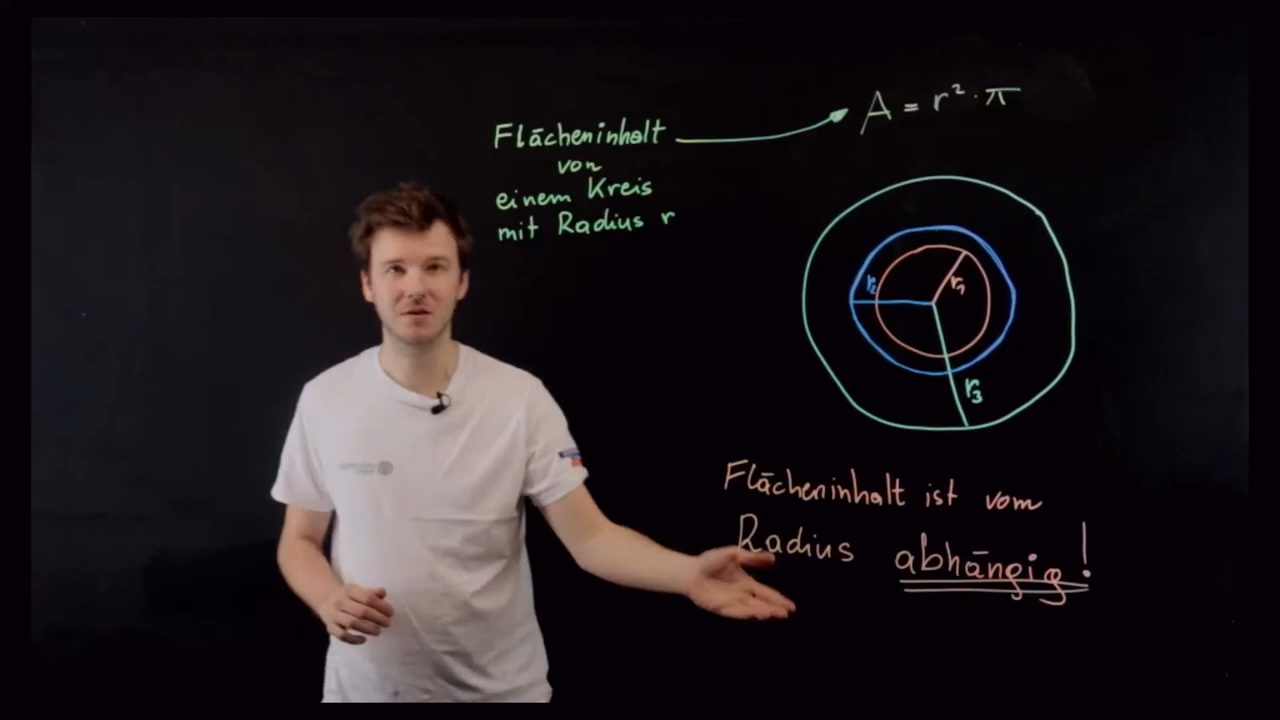 Flächeninhalt
von
einem Kreis
mit Radius r
A = r² · π
r₂
r₁
r₃
Flächeninhalt ist vom
Radius abhängig!